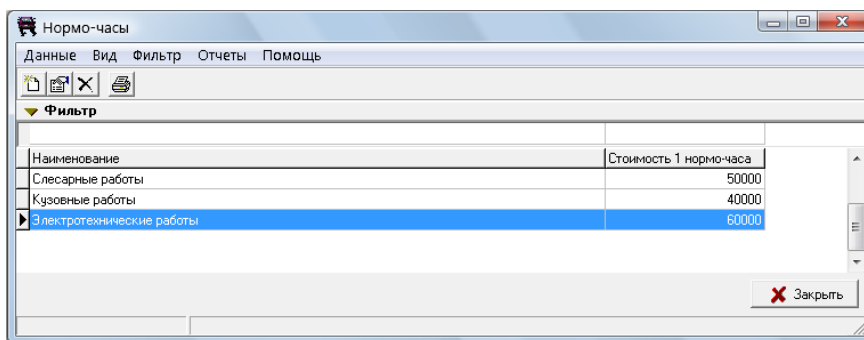 Нормо-часы
Данные Вид Фильтр Отчеты Помощь
Фильтр
Наименование Стоимость 1 нормо-часа
Слесарные работы 50000
Кузовные работы 40000
Электротехнические работы 60000
Закрыть